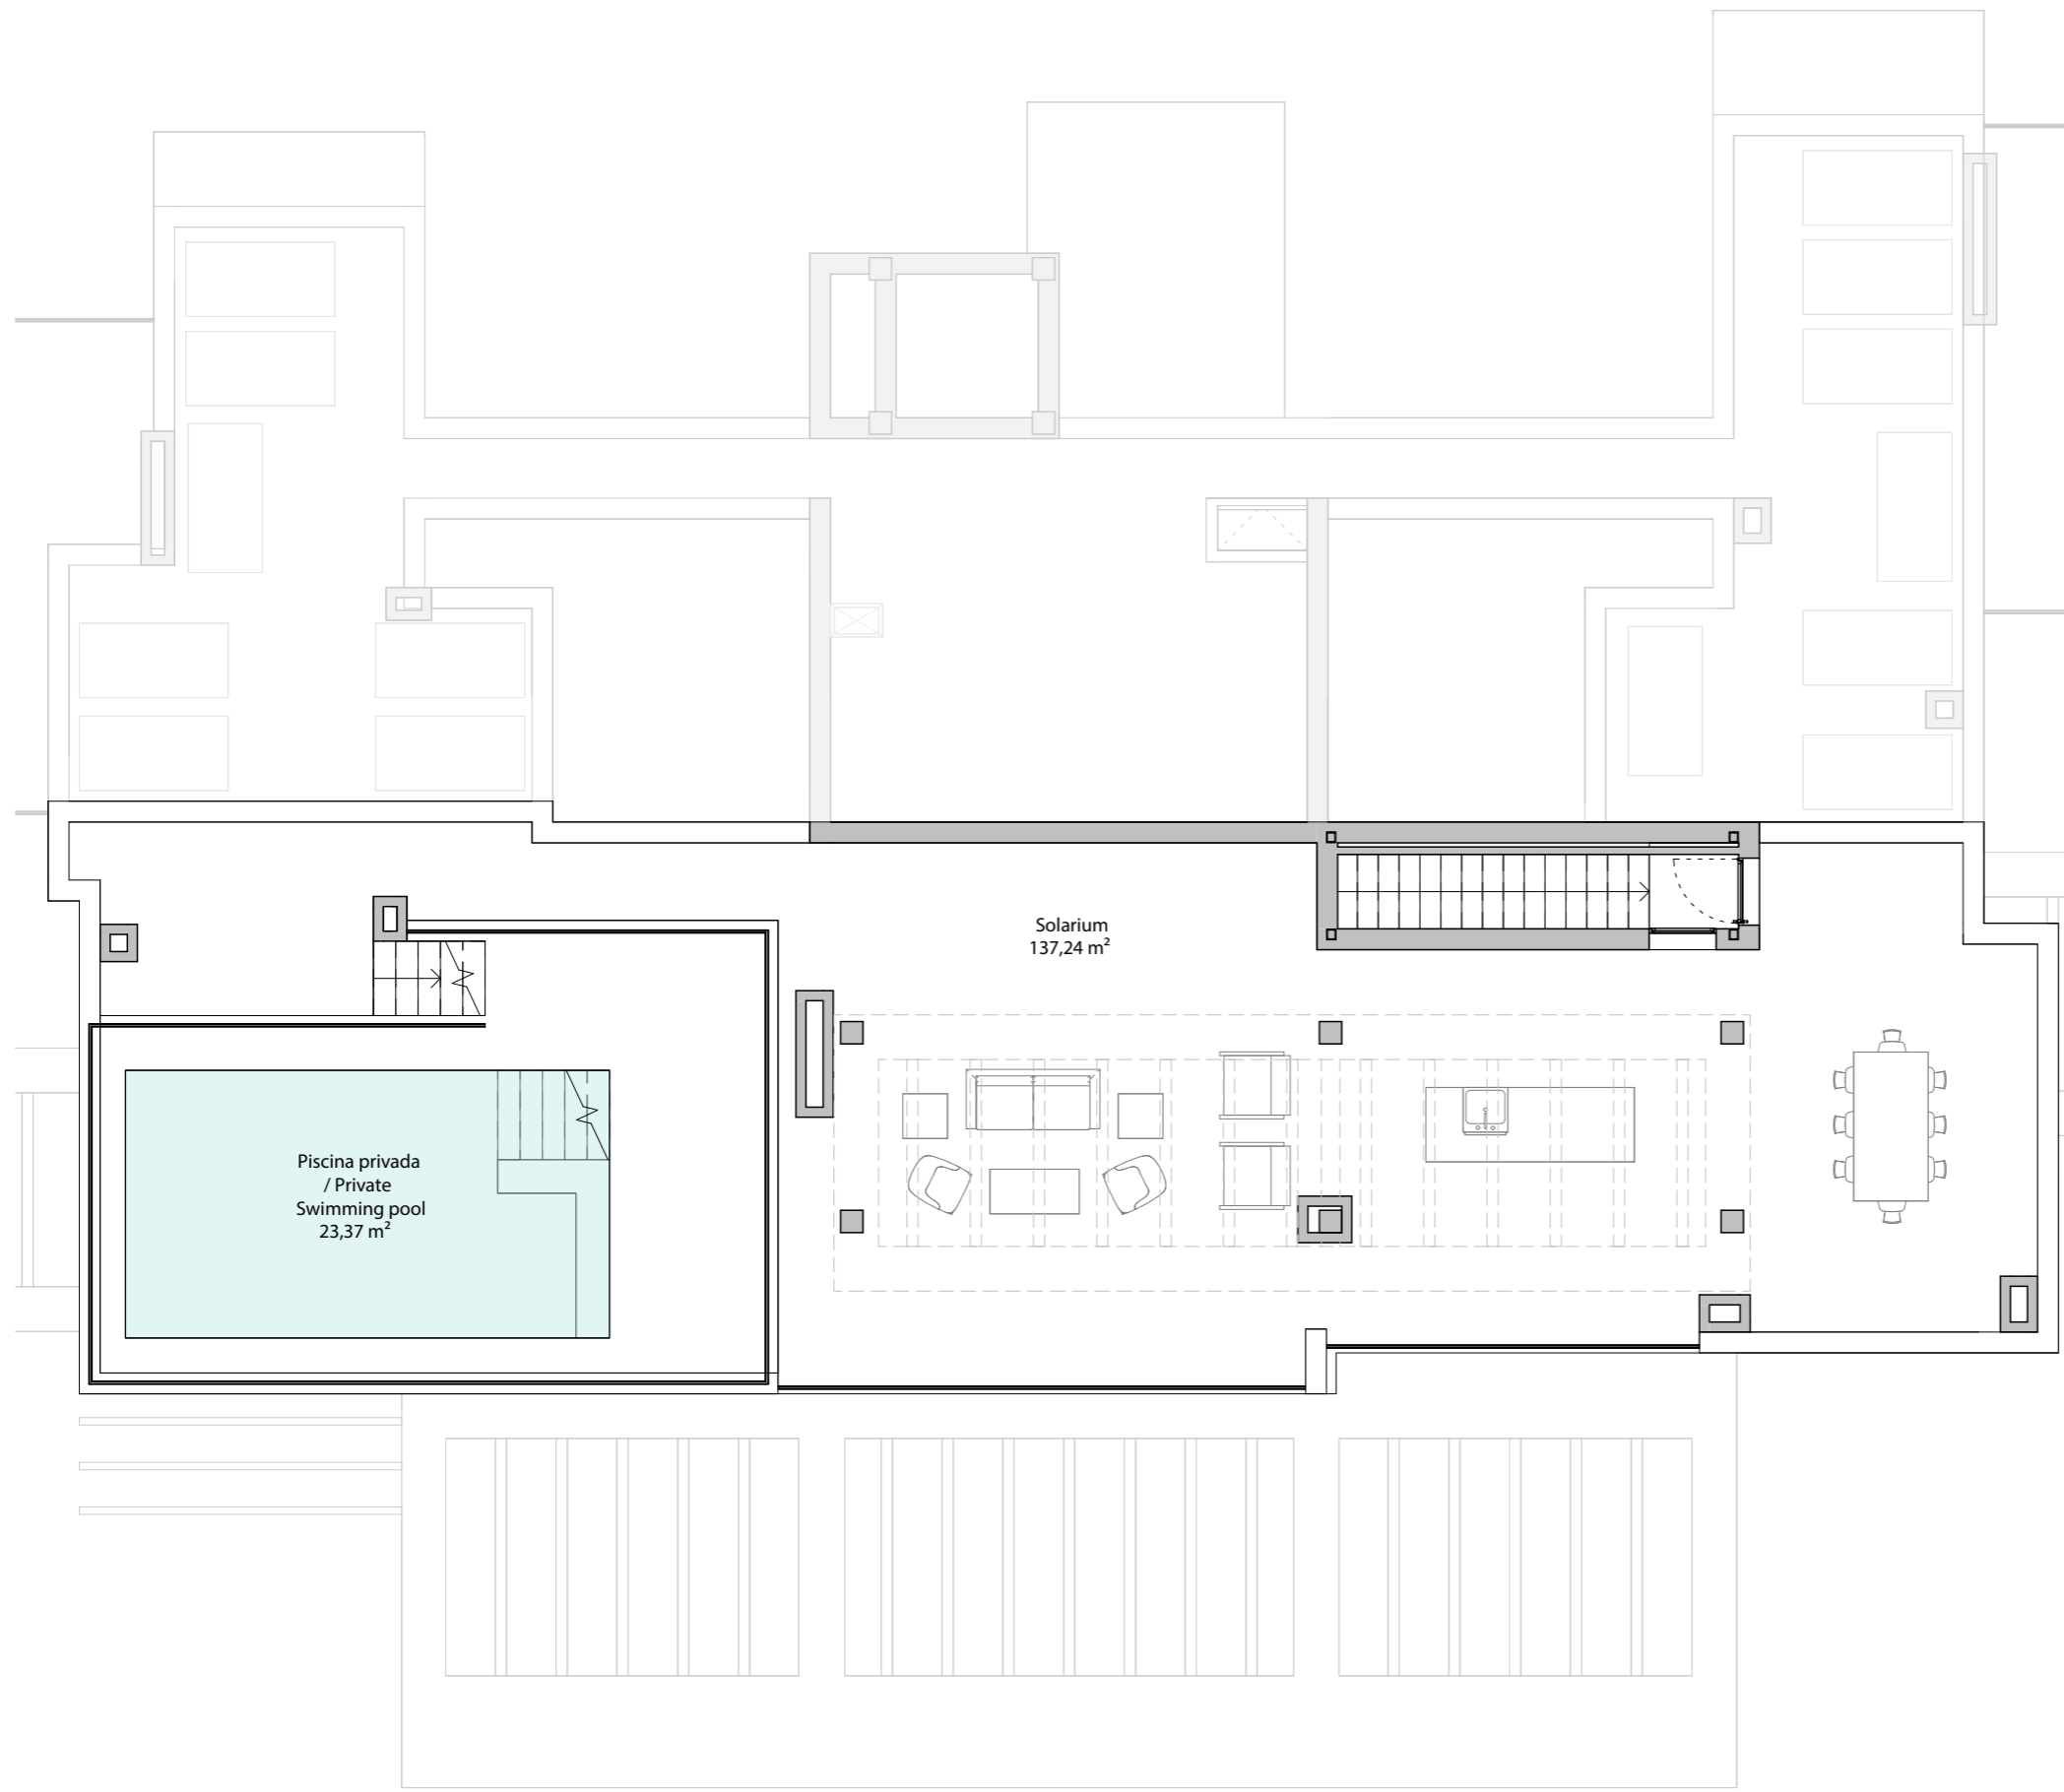 Solarium
137,24 m²
Piscina privada
/ Private
Swimming pool
23,37 m²